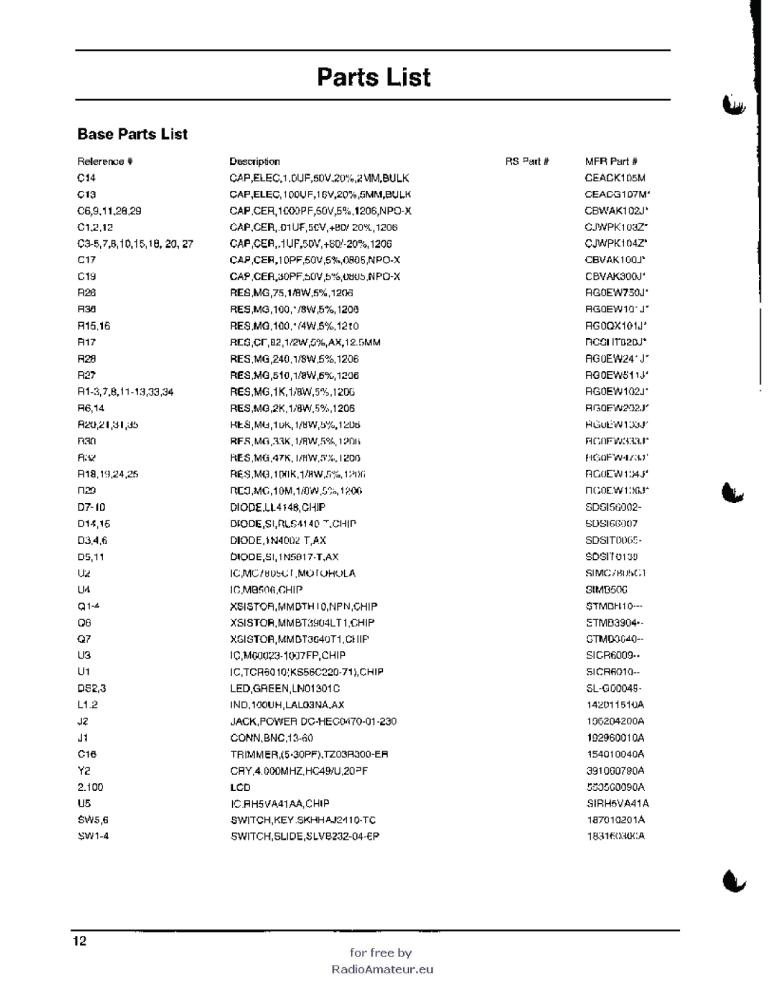 Parts List
Base Parts List
Reference # Description RS Part # MFR Part #
C14 CAP,ELEC,1.0UF,50V,20%,2MM,BULK CEACK105M
C13 CAP,ELEC,100UF,16V,20%,5MM,BULK CEACG107M*
C6,9,11,26,29 CAP,CER,1000PF,50V,5%,1206,NPO-X CBWAK102J*
C1,2,12 CAP,CER,.01UF,50V,+80/-20%,1206 CJWPK103Z*
C3-5,7,8,10,15,18, 20, 27 CAP,CER,.1UF,50V,+80/-20%,1206 CJWPK104Z*
C17 CAP,CER,10PF,50V,5%,0805,NPO-X CBVAK100J*
C19 CAP,CER,30PF,50V,5%,0805,NPO-X CBVAK300J*
R26 RES,MG,75,1/8W,5%,1206 RG0EW750J*
R36 RES,MG,100,1/8W,5%,1206 RG0EW101J*
R15,16 RES,MG,100,1/4W,5%,1210 RG0QX101J*
R17 RES,CF,82,1/2W,5%,AX,12.5MM
R28 RES,MG,240,1/8W,5%,1206 RG0EW241J*
R27 RES,MG,510,1/8W,5%,1206 RG0EW511J*
R1-3,7,8,11-13,33,34 RES,MG,1K,1/8W,5%,1206 RG0EW102J*
R6,14 RES,MG,2K,1/8W,5%,1206 RG0EW202J*
R20,21,31,35 RES,MG,10K,1/8W,5%,1206 RG0EW103J*
R30 RES,MG,33K,1/8W,5%,1206 RG0EW333J*
R32 RES,MG,47K,1/8W,5%,1206 RG0EW473J*
R18,19,24,25 RES,MG,100K,1/8W,5%,1206 RG0EW104J*
R29 RES,MG,10M,1/8W,5%,1206 RG0EW106J*
D7-10 DIODE,LL4148,CHIP SDSI56002-
D14,15 DIODE,SI,RLS4148-T,CHIP SDSI66007
D3,4,6 DIODE,1N4002-T,AX SDSIT0065-
D5,11 DIODE,SI,1N5817-T,AX SDSIT0139
U2 IC,MC7805CT,MOTOROLA SIMC7805CT
U4 IC,MB506,CHIP SIMB506
Q1-4 XSISTOR,MMBTH10,NPN,CHIP STMBH10---
Q6 XSISTOR,MMBT3904LT1,CHIP STMB3904--
Q7 XSISTOR,MMBT3640T1,CHIP STMB3640--
U3 IC,M60023-1007FP,CHIP SICR6009--
U1 IC,TCR6010(KS56C220-71),CHIP SICR6010--
DS2,3 LED,GREEN,LN01301C SL-G00049-
L1,2 IND,100UH,LAL03NA,AX 142011510A
J2 JACK,POWER DC-HEC0470-01-230 195204200A
J1 CONN,BNC,13-60 192960010A
C16 TRIMMER,(5-30PF),TZ03R300-ER 154010040A
Y2 CRY,4.000MHZ,HC49/U,20PF 391060790A
2.100 LCD 553560090A
U5 IC,RH5VA41AA,CHIP SIRH5VA41A
SW5,6 SWITCH,KEY,SKHHAJ2410-TC 187010201A
SW1-4 SWITCH,SLIDE,SLVB232-04-6P 183160300A
12
for free by
RadioAmateur.eu